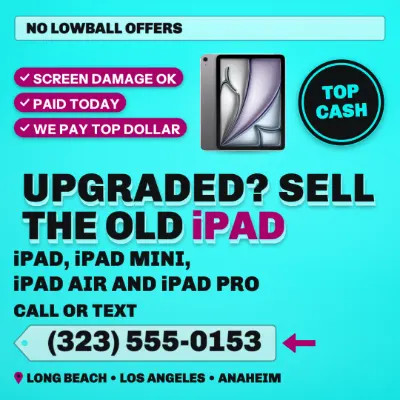 NO LOWBALL OFFERS
SCREEN DAMAGE OK
PAID TODAY
WE PAY TOP DOLLAR
TOP
CASH
UPGRADED? SELL
THE OLD iPAD
iPAD, iPAD MINI,
iPAD AIR AND iPAD PRO
CALL OR TEXT
(323) 555-0153
LONG BEACH • LOS ANGELES • ANAHEIM